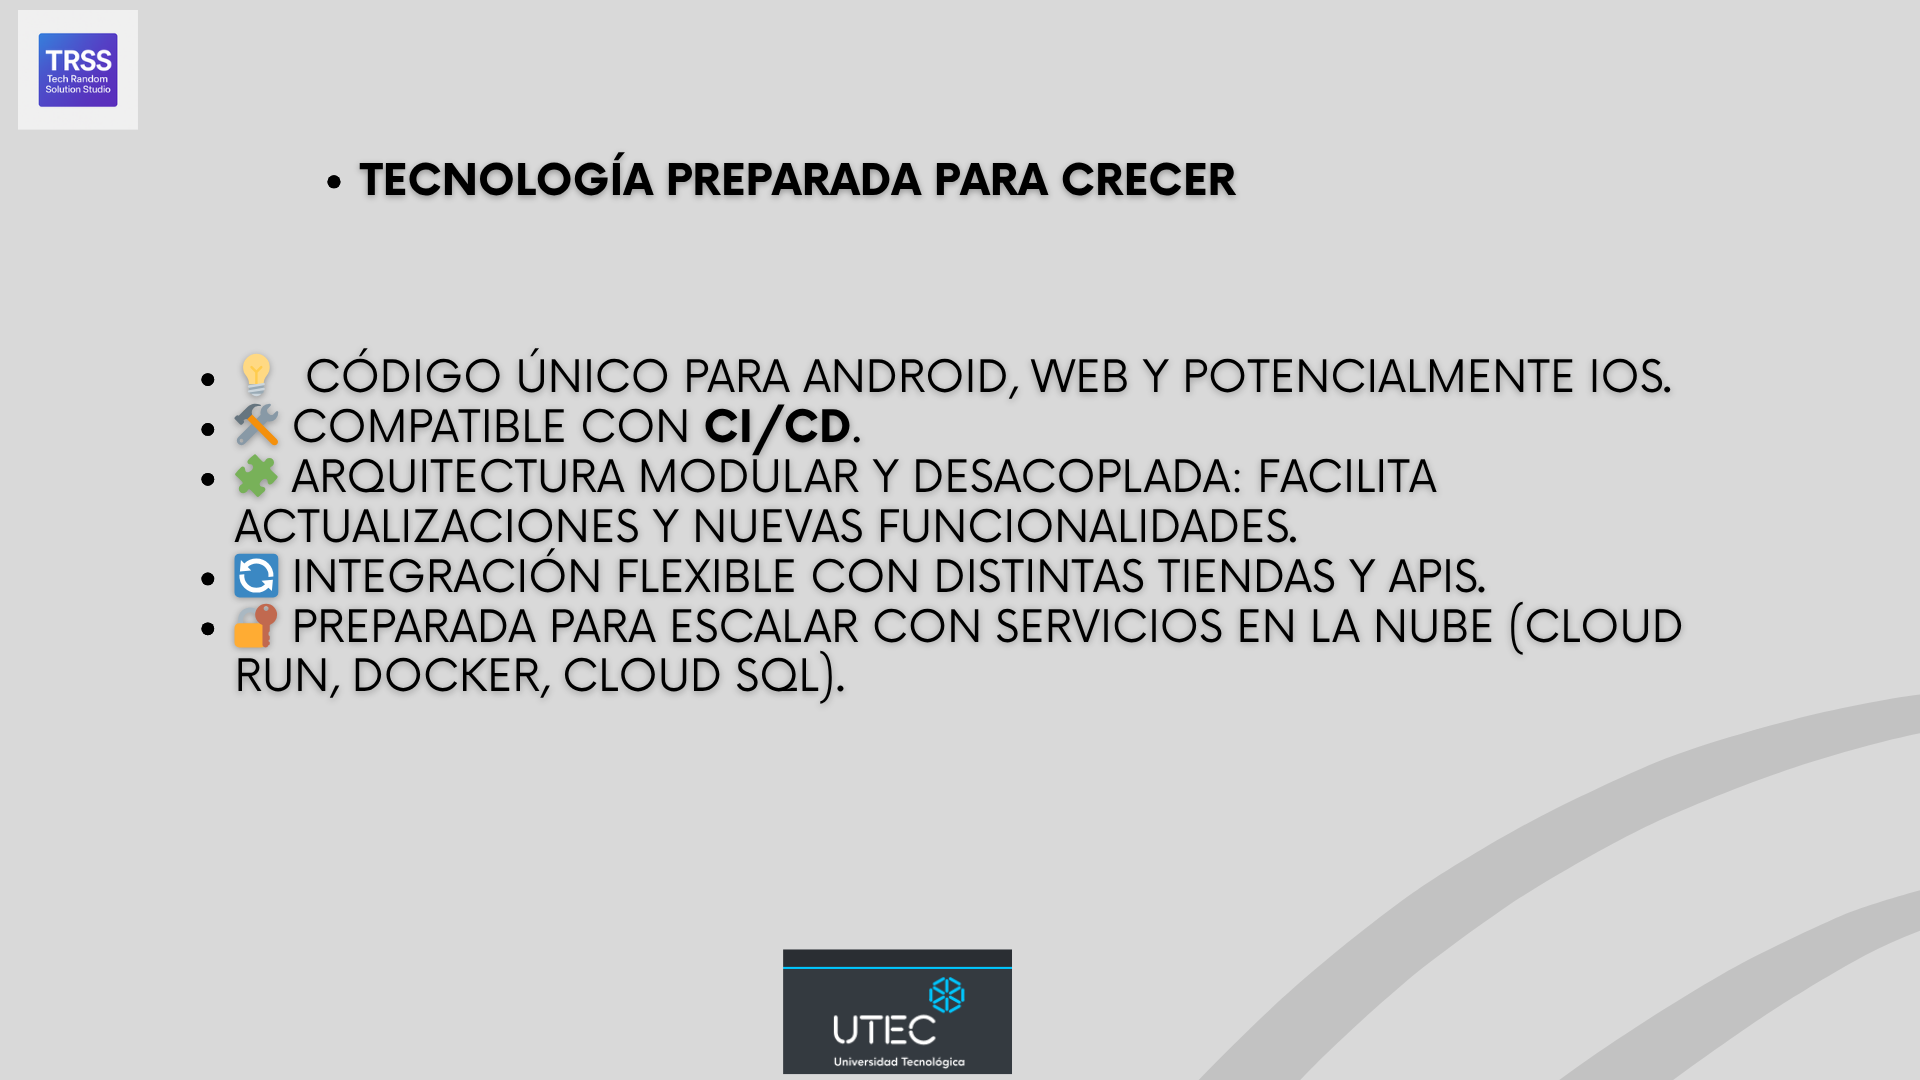 TRSS
Tech Random
Solution Studio
• TECNOLOGÍA PREPARADA PARA CRECER
• 💡 CÓDIGO ÚNICO PARA ANDROID, WEB Y POTENCIALMENTE IOS.
• 🛠️ COMPATIBLE CON CI/CD.
• 🧩 ARQUITECTURA MODULAR Y DESACOPLADA: FACILITA
ACTUALIZACIONES Y NUEVAS FUNCIONALIDADES.
• 🔄 INTEGRACIÓN FLEXIBLE CON DISTINTAS TIENDAS Y APIS.
• 🔐 PREPARADA PARA ESCALAR CON SERVICIOS EN LA NUBE (CLOUD
RUN, DOCKER, CLOUD SQL).
UTEC
Universidad Tecnológica